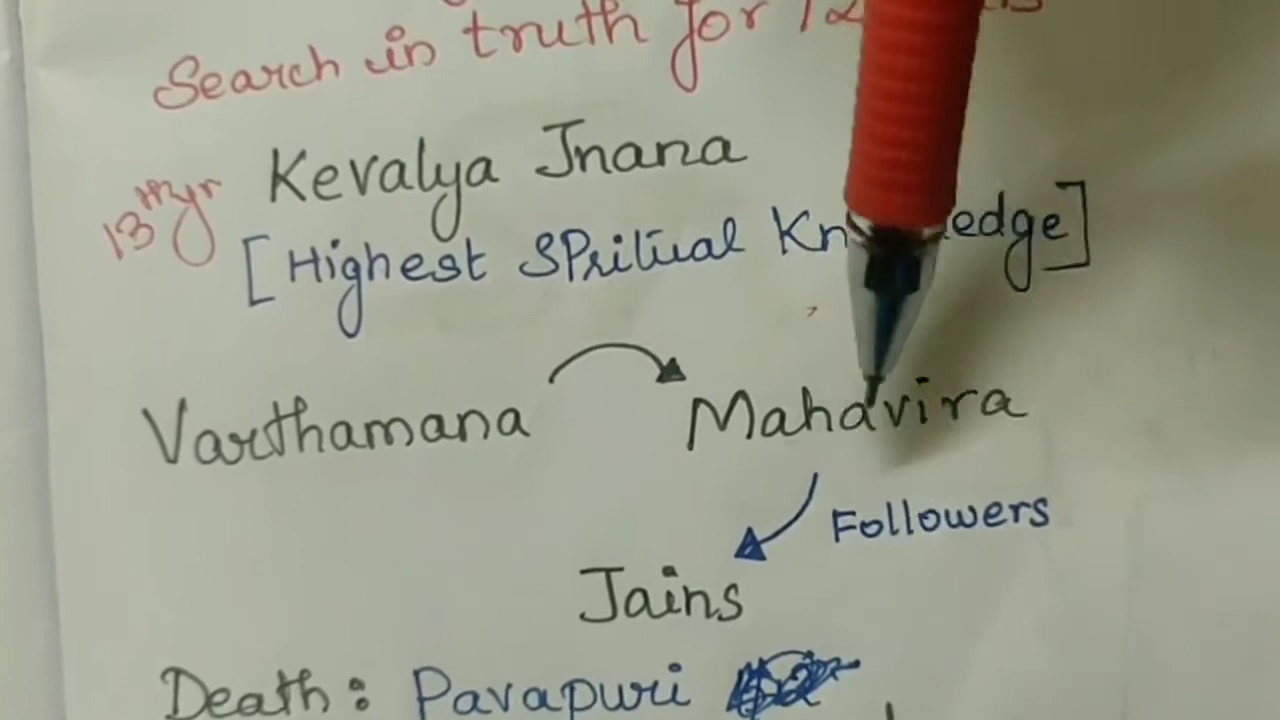 Search in truth for 12
13th yr Kevalya Jnana
[Highest SPritual Kn edge]
Varthamana Mahavira
Followers
Jains
Death: Pavapuri